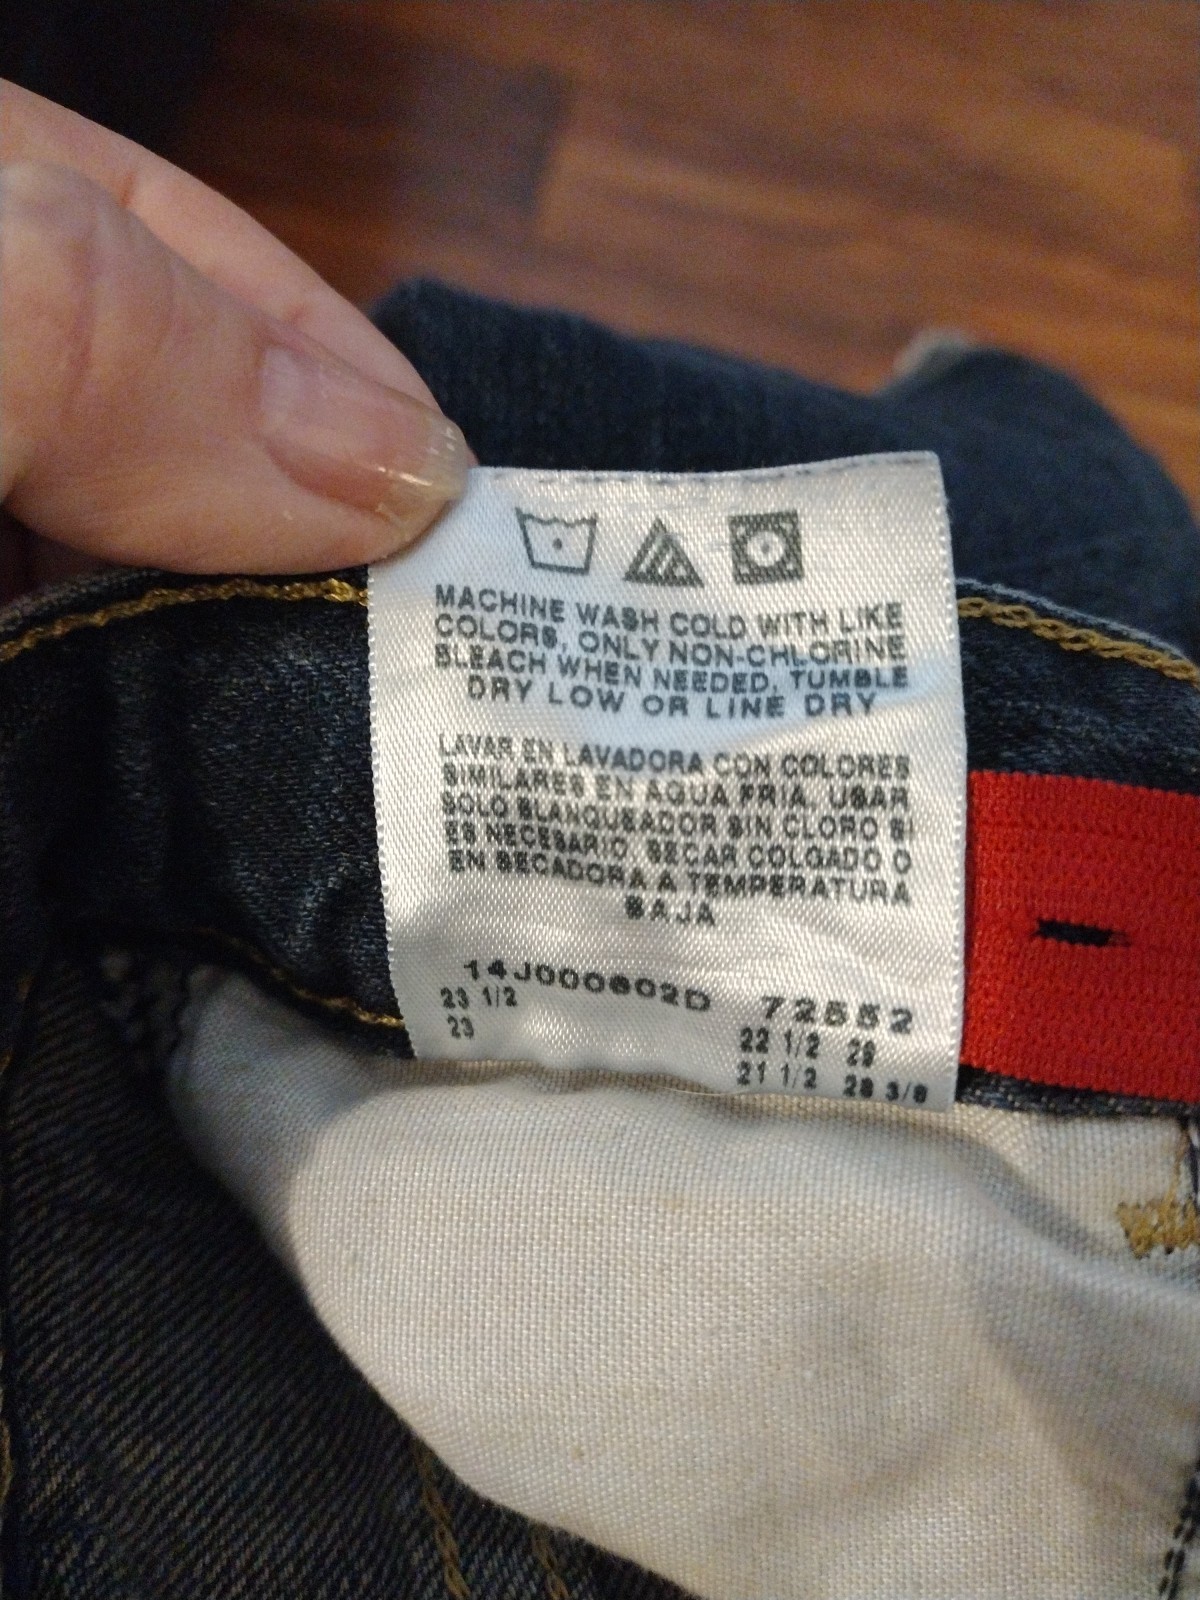 MACHINE WASH COLD WITH LIKE
COLORS, ONLY NON-CHLORINE
BLEACH WHEN NEEDED, TUMBLE
DRY LOW OR LINE DRY
LAVAR EN LAVADORA CON COLORES
SIMILARES EN AGUA FRIA, USAR
SOLO BLANQUEADOR SIN CLORO SI
ES NECESARIO, SECAR COLGADO O
EN SECADORA A TEMPERATURA
BAJA
14J000602D 72552
23 1/2 22 1/2 29
23 21 1/2 28 3/8